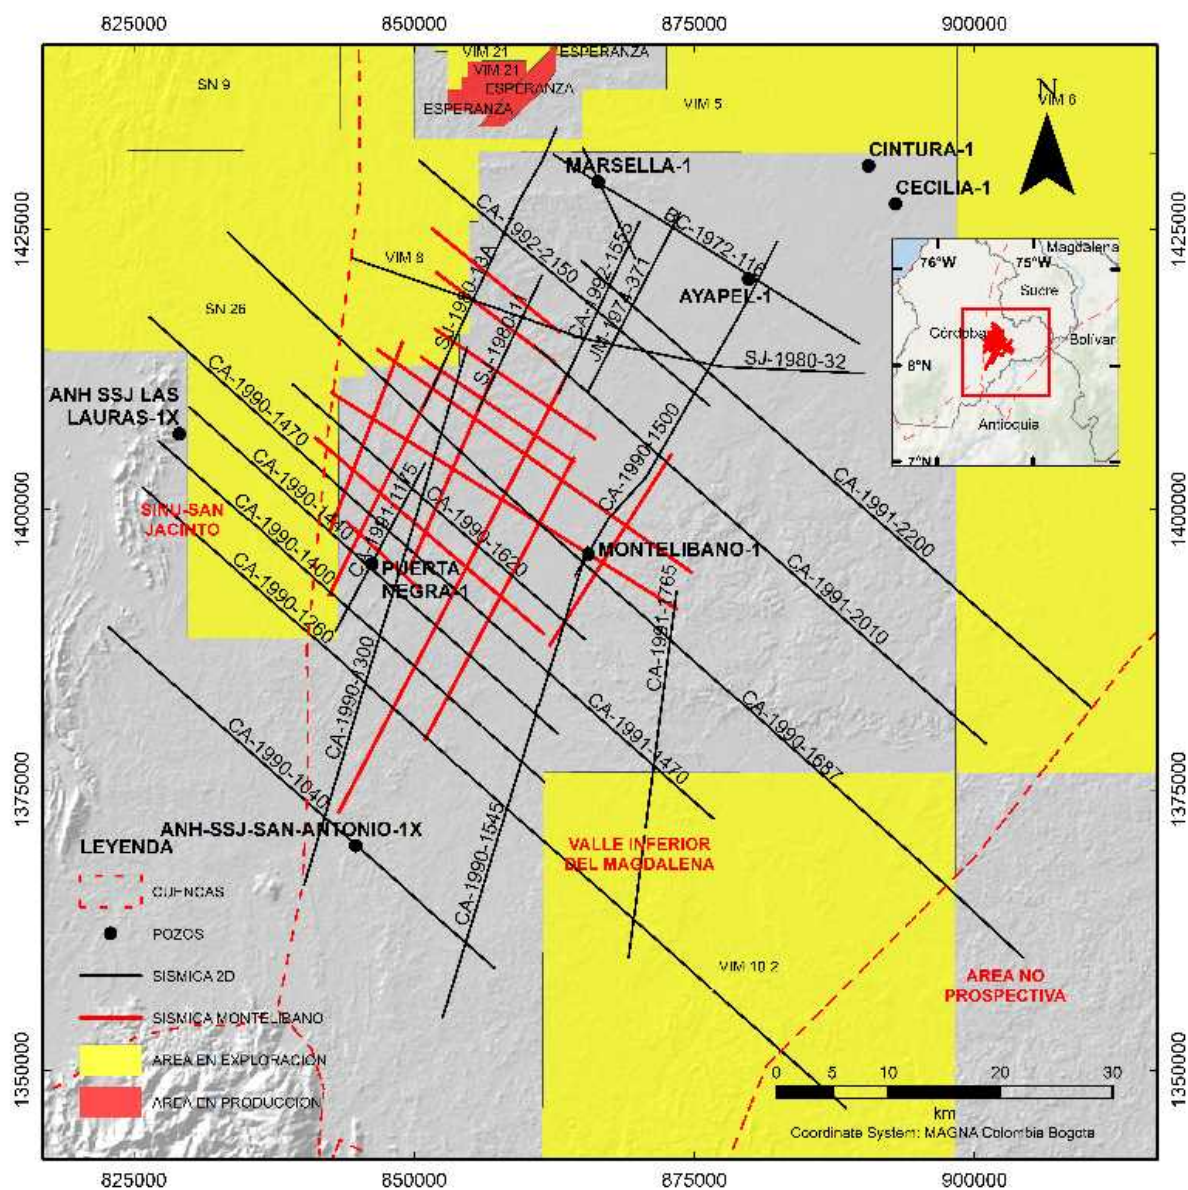 825000 850000 875000 900000
VIM 21 ESPERANZA
VIM 21
SN 9
ESPERANZA
ESPERANZA
VIM 5
N
VIM 6
CINTURA-1
MARSELLA-1
CECILIA-1
1425000
1425000
CA-1992-2150
BC-1972-116
SJ-1980-13A
CA-1992-1555
JM-1974-371
VIM 8
AYAPEL-1
SN 26
SJ-1980-32
76°W 75°W
Magdalena
Sucre
Córdoba
Bolívar
8°N
Antioquia
7°N
ANH SSJ LAS
LAURAS-1X
CA-1990-1470
CA-1990-1500
CA-1990-1440
CA-1991-1175
CA-1990-1620
CA-1991-2200
1400000
1400000
SINU-SAN
JACINTO
CA-1990-1400
CA-1990-1260
PUERTA
NEGRA-1
MONTELIBANO-1
CA-1991-1765
CA-1991-2010
CA-1990-1300
CA-1990-1040
CA-1991-1470
CA-1990-1687
1375000
1375000
ANH-SSJ-SAN-ANTONIO-1X
CA-1990-1545
VALLE INFERIOR
DEL MAGDALENA
LEYENDA
CUENCAS
POZOS
SISMICA 2D
SISMICA MONTELIBANO
AREA EN EXPLORACION
AREA EN PRODUCCION
VIM 10 2
AREA NO
PROSPECTIVA
1350000
1350000
0 5 10 20 30
km
Coordinate System: MAGNA Colombia Bogota
825000 850000 875000 900000